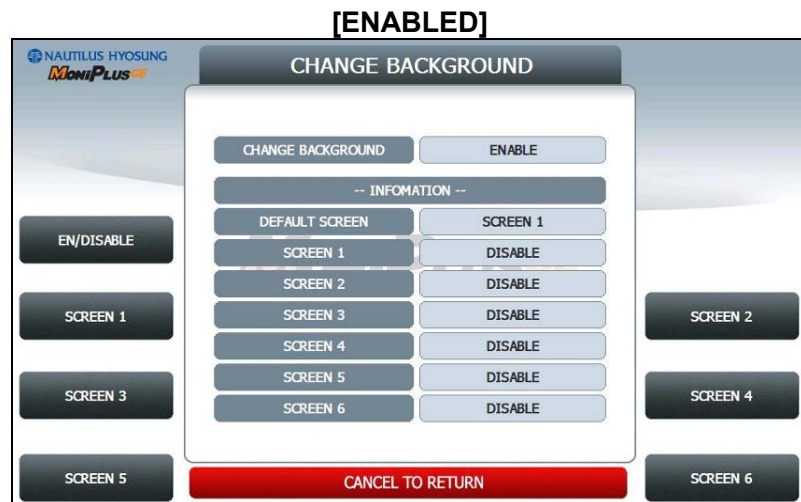 [ENABLED]
NAUTILUS HYOSUNG
MoniPlusCE
CHANGE BACKGROUND
CHANGE BACKGROUND ENABLE
-- INFOMATION --
DEFAULT SCREEN SCREEN 1
EN/DISABLE
SCREEN 1 DISABLE
SCREEN 2 DISABLE
SCREEN 1 SCREEN 3 DISABLE SCREEN 2
SCREEN 4 DISABLE
SCREEN 5 DISABLE
SCREEN 3 SCREEN 6 DISABLE SCREEN 4
SCREEN 5 CANCEL TO RETURN SCREEN 6